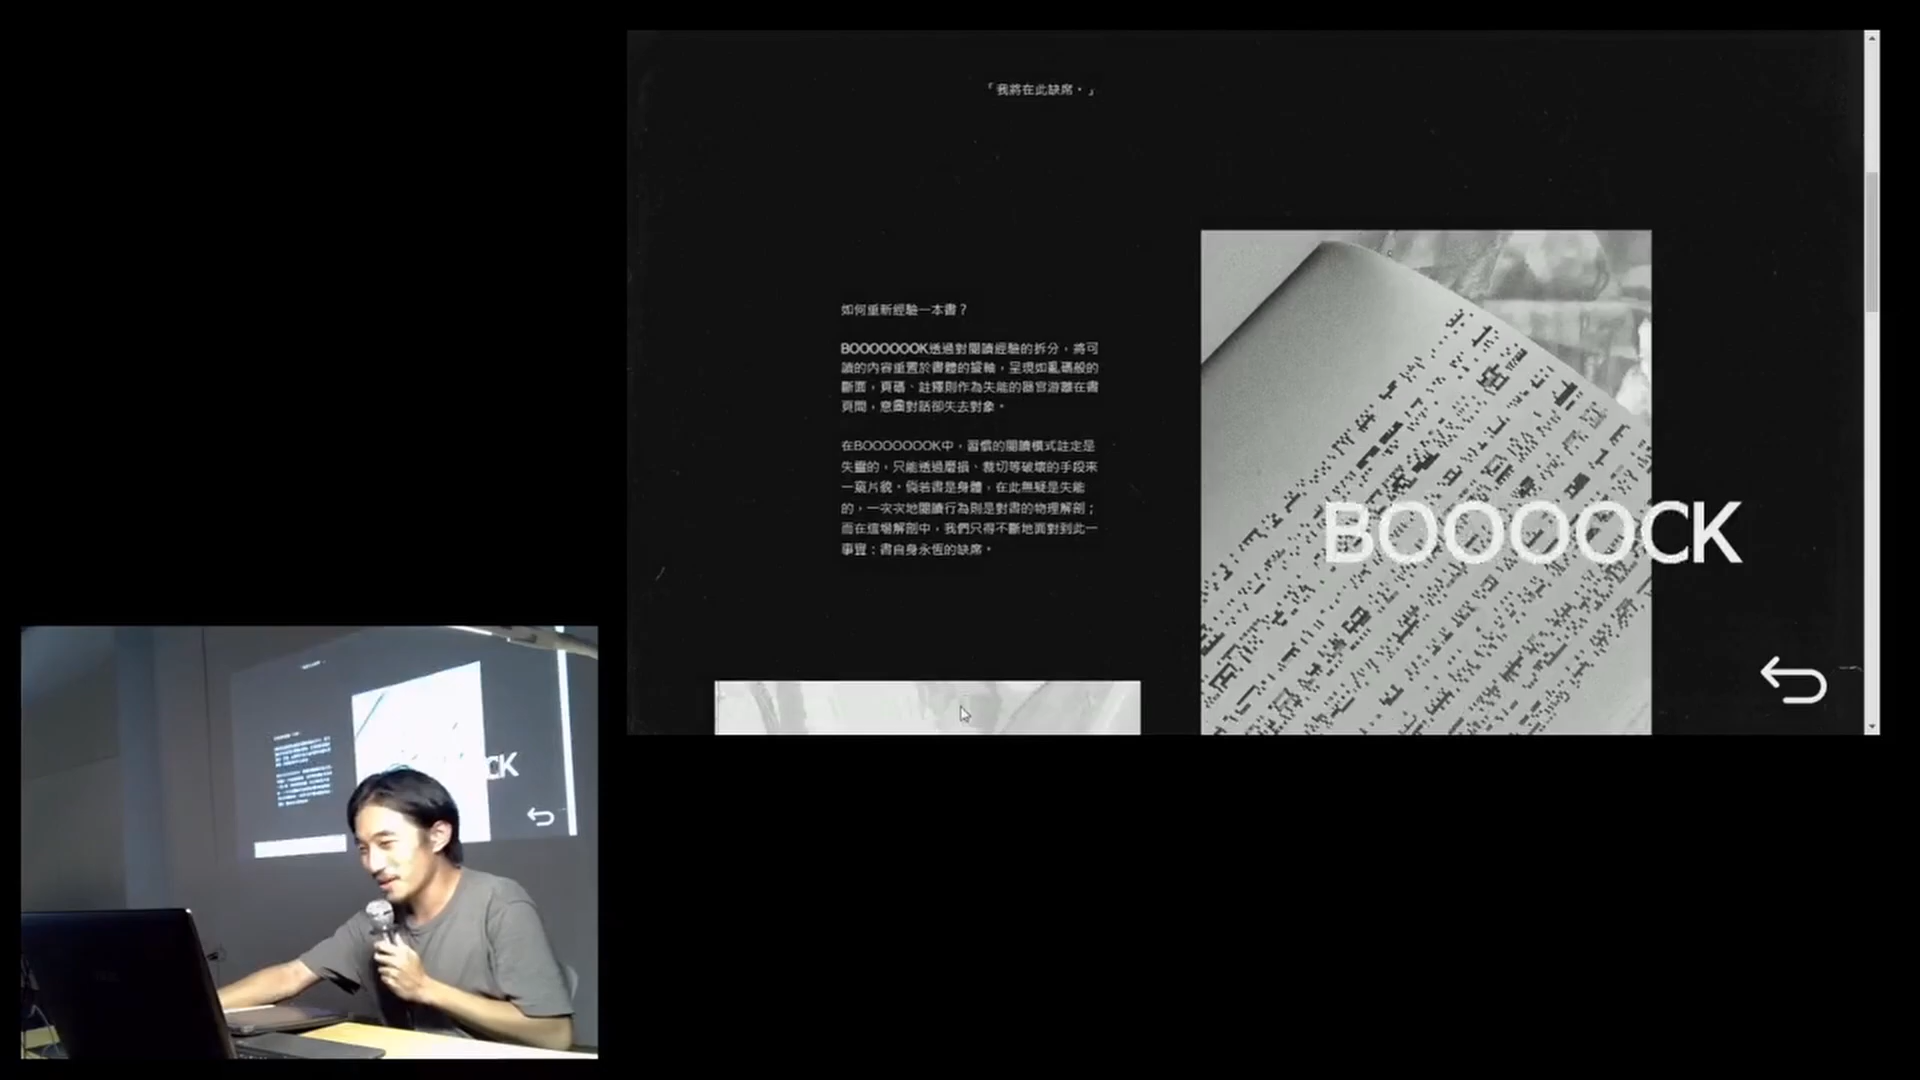 「我將在此缺席。」
如何重新經驗一本書？
BOOOOOOOK透過對閱讀經驗的拆分，將可
讀的內容重置於書體的縱軸，呈現如亂碼般的
斷面，頁碼、註釋則作為失能的器官游離在書
頁間，意圖對話卻失去對象。
在BOOOOOOOK中，習慣的閱讀模式註定是
失靈的，只能透過磨損、裁切等破壞的手段來
一窺片貌。倘若書是身體，在此無疑是失能
的，一次次地閱讀行為則是對書的物理解剖；
而在這場解剖中，我們只得不斷地面對到此一
事實：書自身永恆的缺席。
BOOOOCK
CK